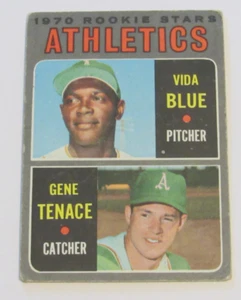 1970 ROOKIE STARS
ATHLETICS
VIDA
BLUE
PITCHER
GENE
TENACE
CATCHER
A